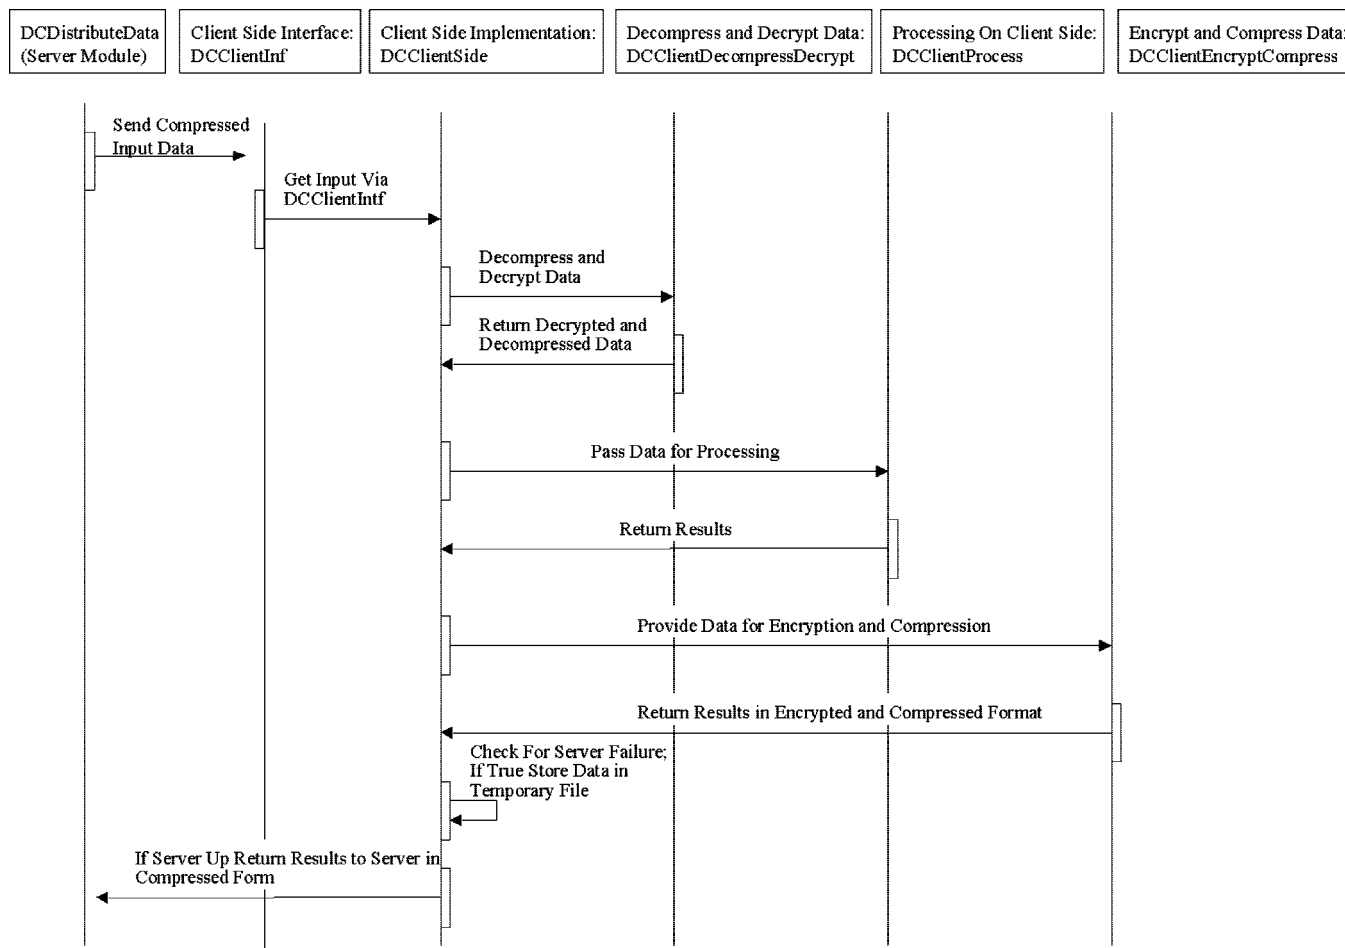 DCDistributeData
(Server Module)
Client Side Interface:
DCClientInf
Client Side Implementation:
DCClientSide
Decompress and Decrypt Data:
DCClientDecompressDecrypt
Processing On Client Side:
DCClientProcess
Encrypt and Compress Data:
DCClientEncryptCompress
Send Compressed
Input Data
Get Input Via
DCClientIntf
Decompress and
Decrypt Data
Return Decrypted and
Decompressed Data
Pass Data for Processing
Return Results
Provide Data for Encryption and Compression
Return Results in Encrypted and Compressed Format
Check For Server Failure;
If True Store Data in
Temporary File
If Server Up Return Results to Server in
Compressed Form